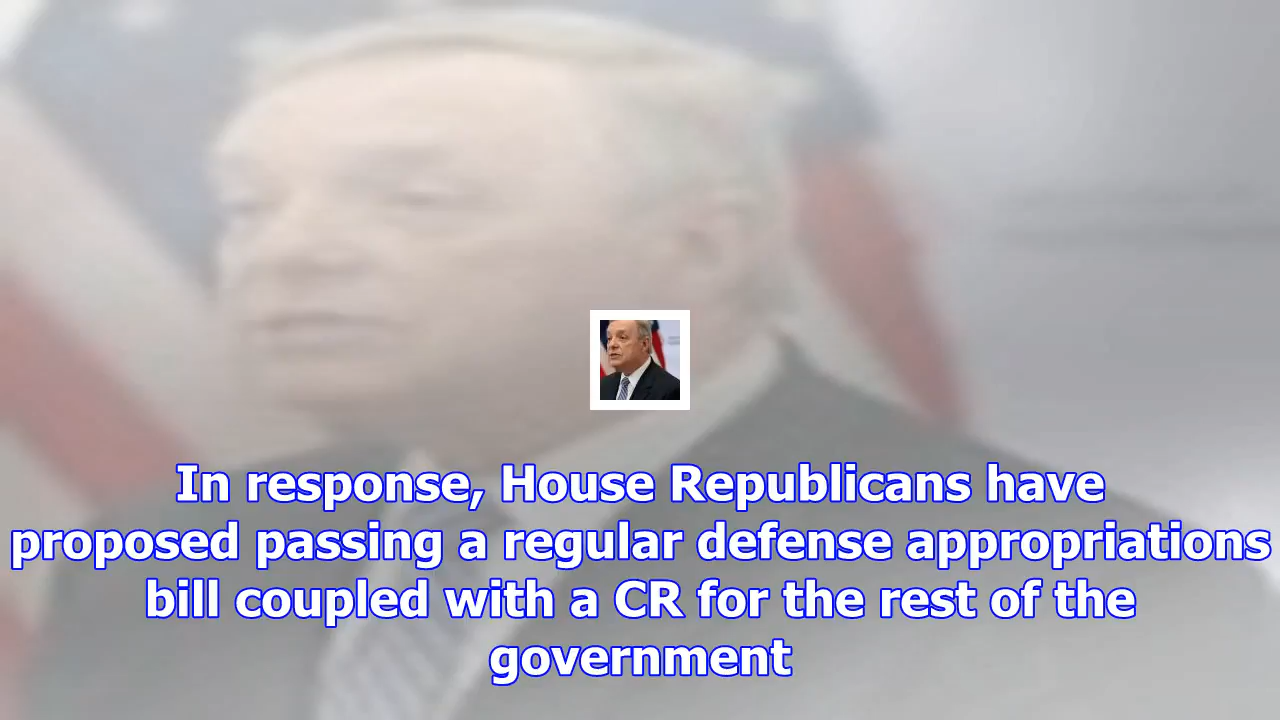 In response, House Republicans have
proposed passing a regular defense appropriations
bill coupled with a CR for the rest of the
government